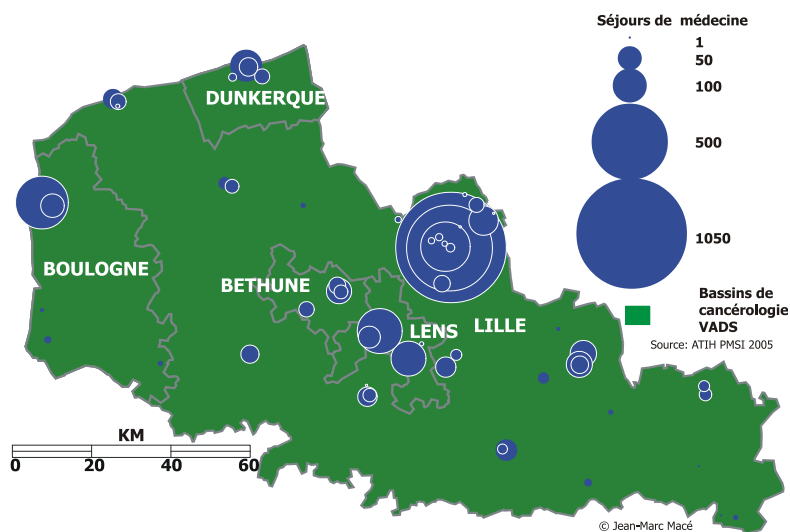 Séjours de médecine
1
50
100
500
1050
DUNKERQUE
BOULOGNE
BETHUNE
LENS
LILLE
Bassins de
cancérologie
VADS
Source: ATIH PMSI 2005
KM
0 20 40 60
© Jean-Marc Macé